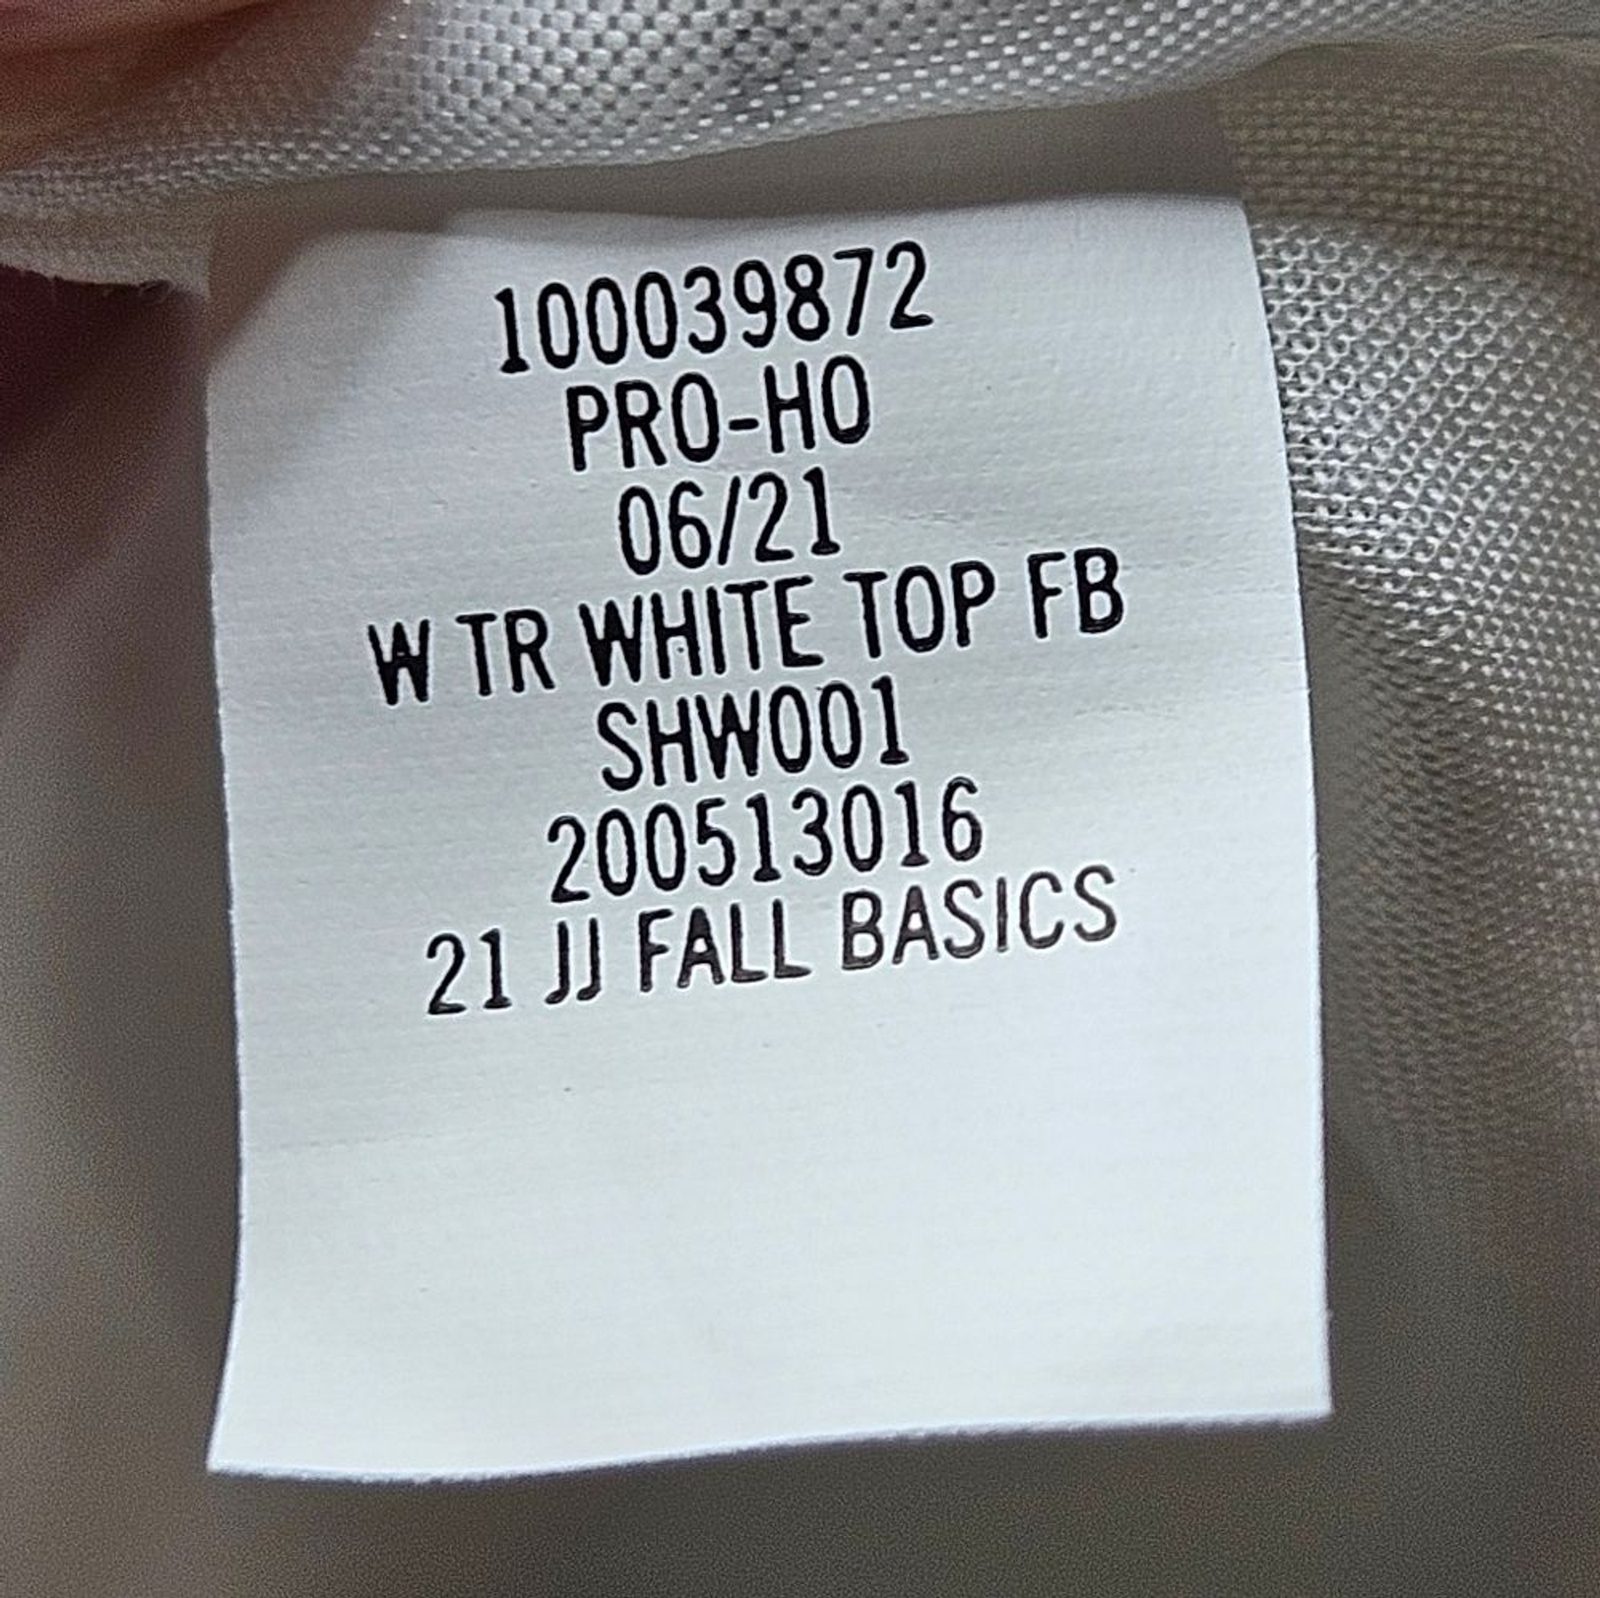 100039872
PRO-HO
06/21
W TR WHITE TOP FB
SHW001
200513016
21 JJ FALL BASICS